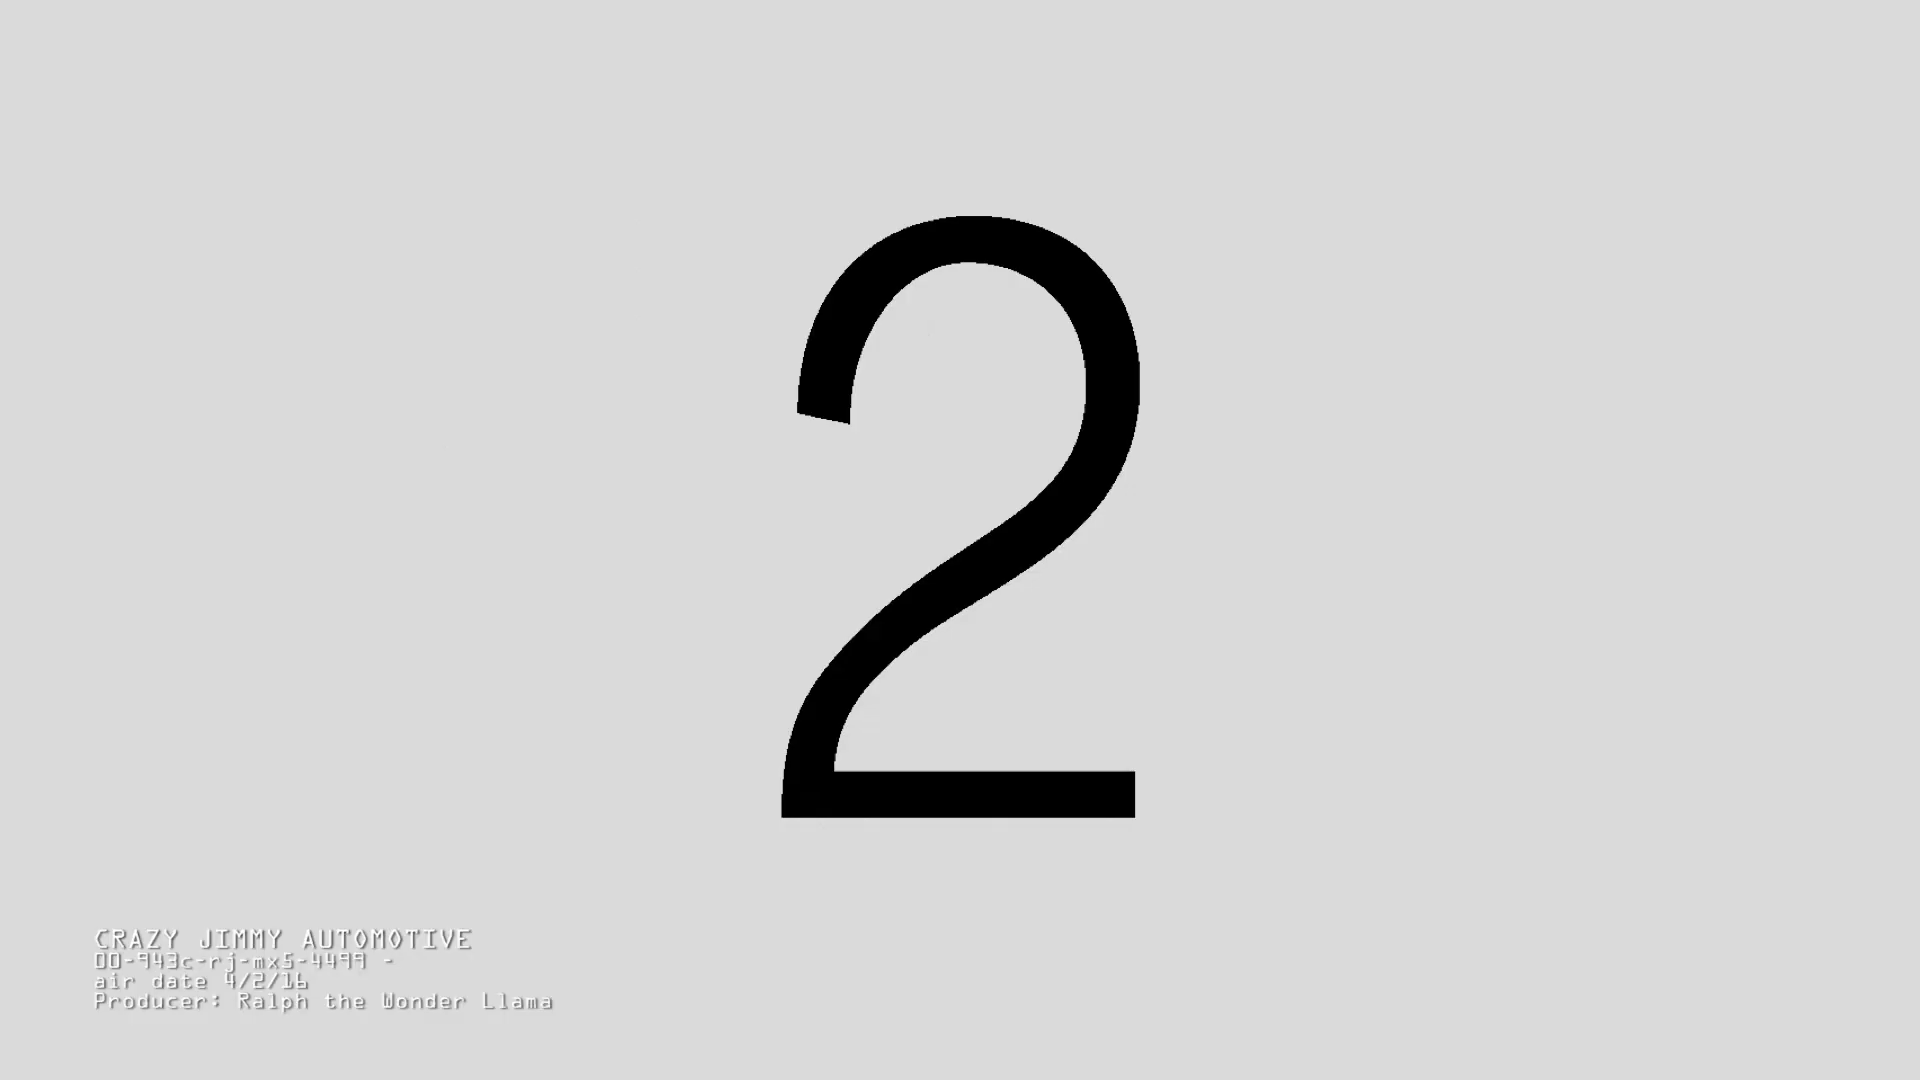 2
CRAZY JIMMY AUTOMOTIVE
00-943c-rj-mx5-4499 -
air date 4/2/16
Producer: Ralph the Wonder Llama